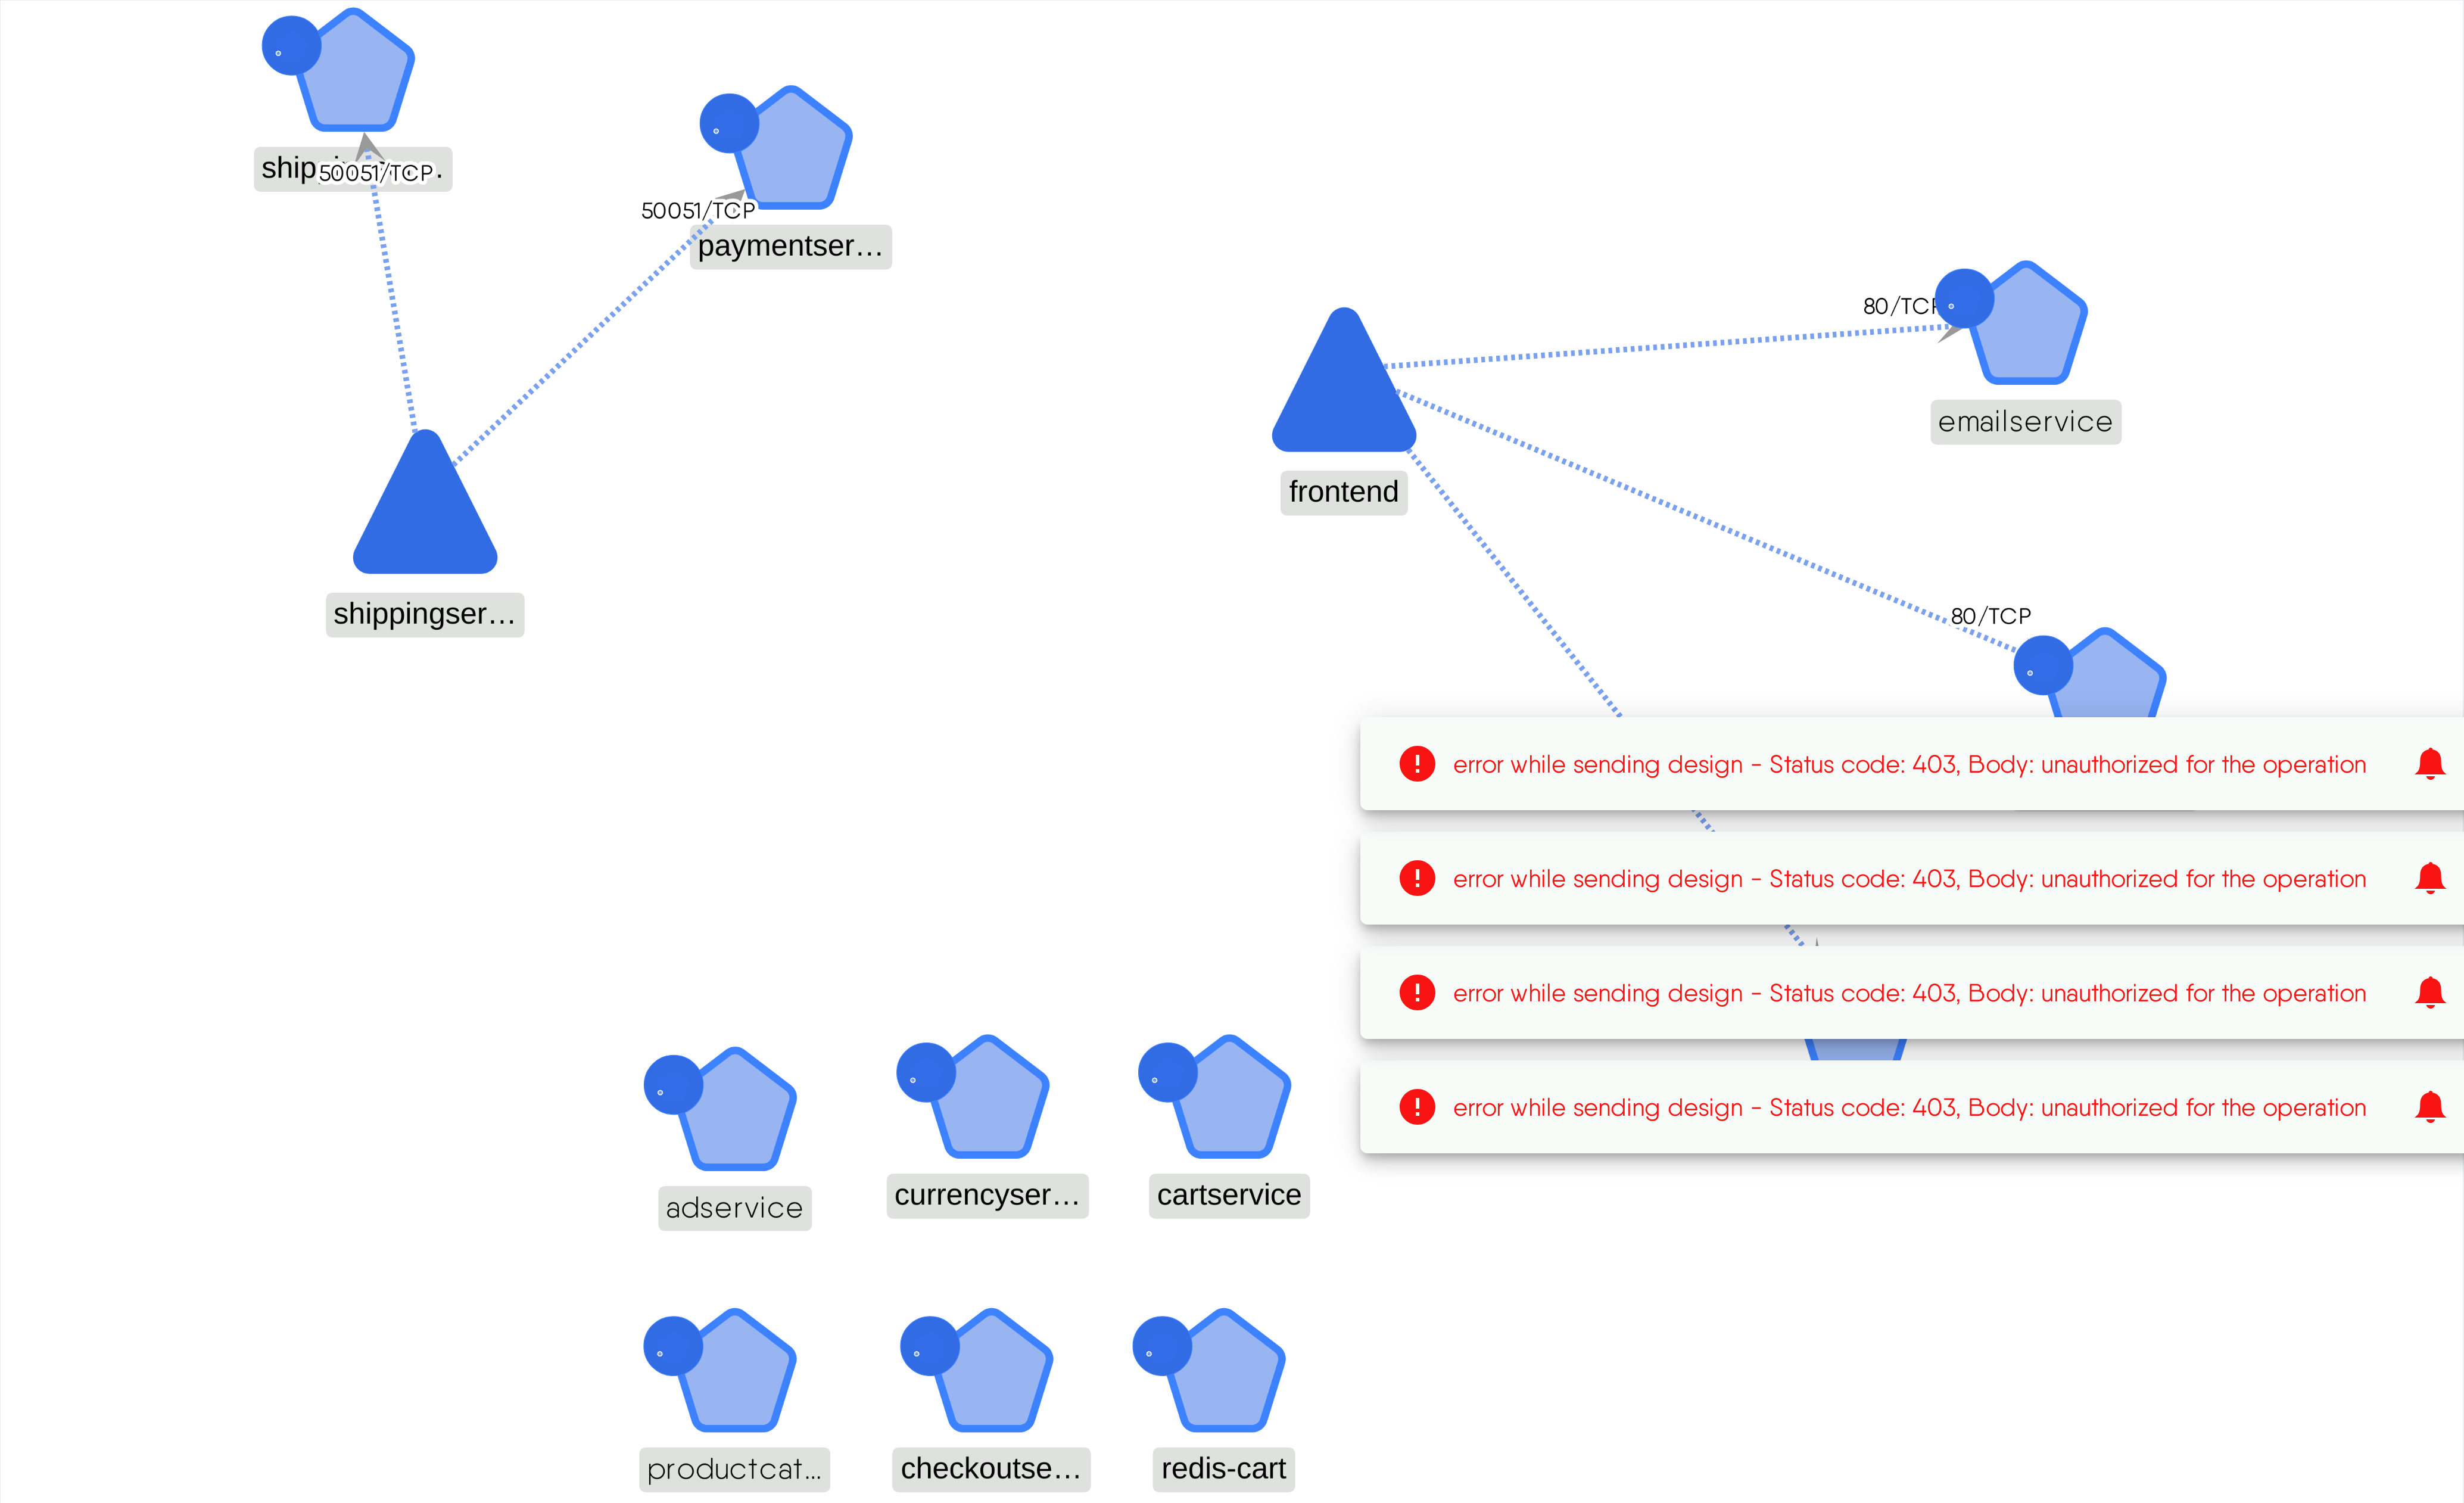 50051/TCP
50051/TCP
paymentser...
80/TCP
emailservice
frontend
shippingser...
80/TCP
error while sending design - Status code: 403, Body: unauthorized for the operation
error while sending design - Status code: 403, Body: unauthorized for the operation
error while sending design - Status code: 403, Body: unauthorized for the operation
error while sending design - Status code: 403, Body: unauthorized for the operation
adservice
currencyser...
cartservice
productcat...
checkoutse...
redis-cart